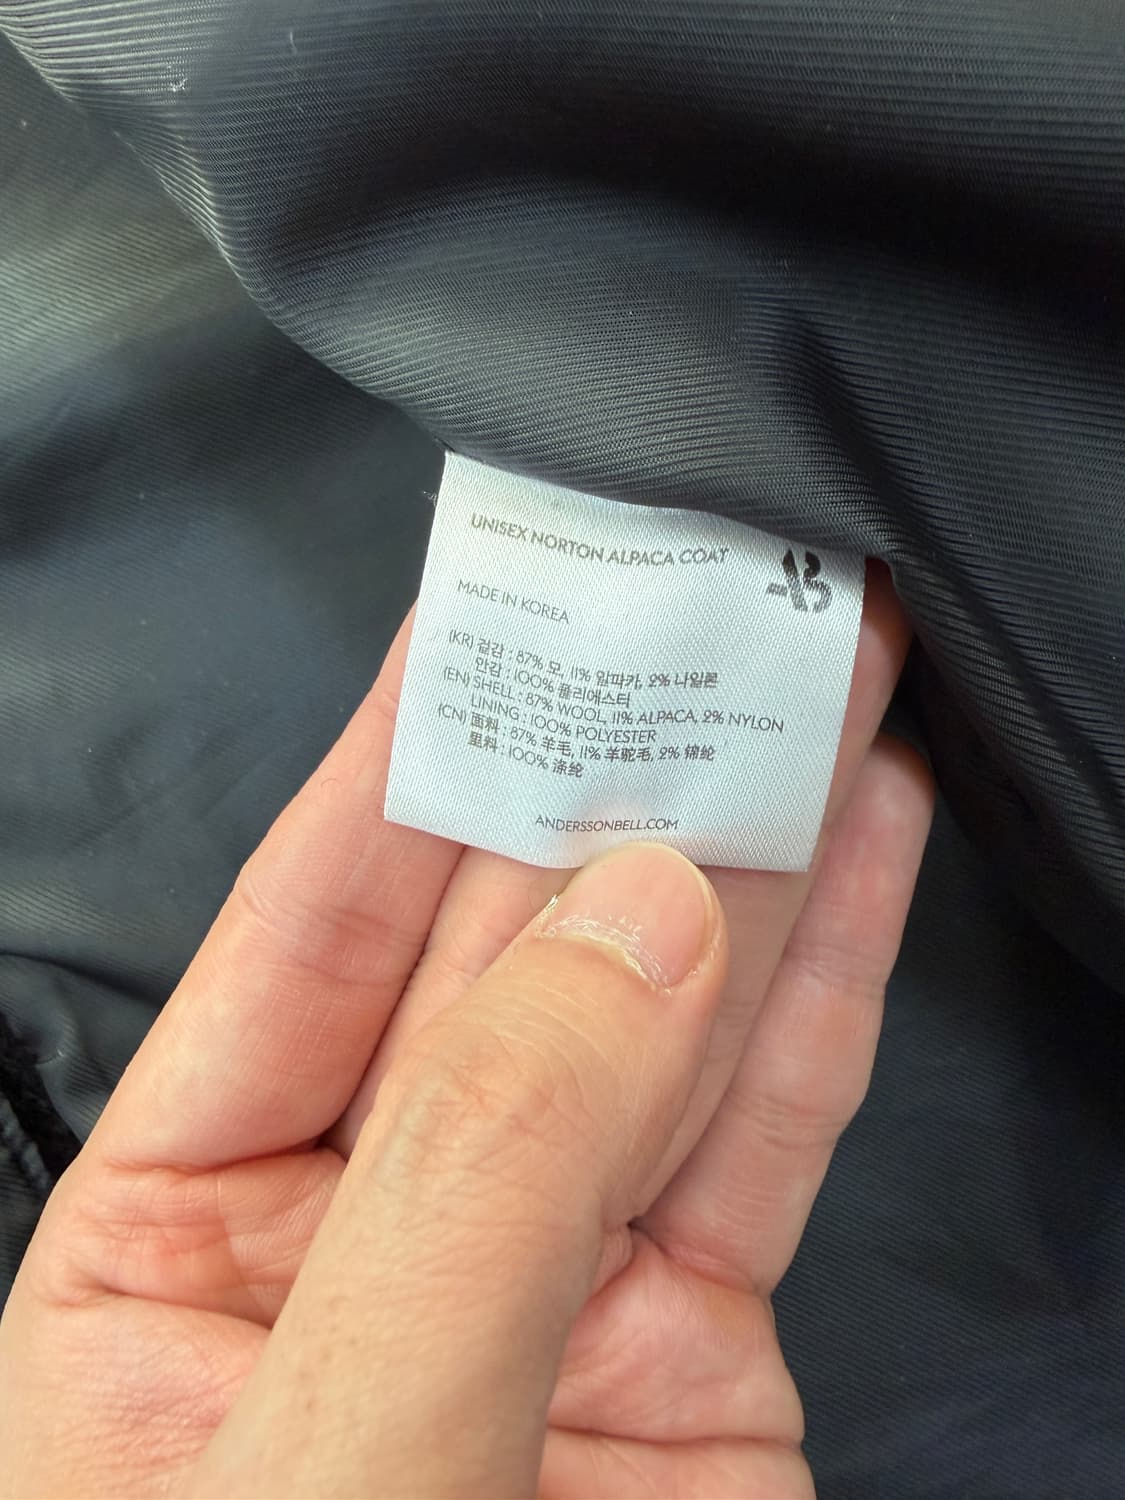 UNISEX NORTON ALPACA COAT
AB
MADE IN KOREA
(KR) 겉감 : 87% 모, 11% 알파카, 2% 나일론
안감 : 100% 폴리에스터
(EN) SHELL : 87% WOOL, 11% ALPACA, 2% NYLON
LINING : 100% POLYESTER
(CN) 面料 : 87% 羊毛, 11% 羊驼毛, 2% 锦纶
里料 : 100% 涤纶
ANDERSSONBELL.COM